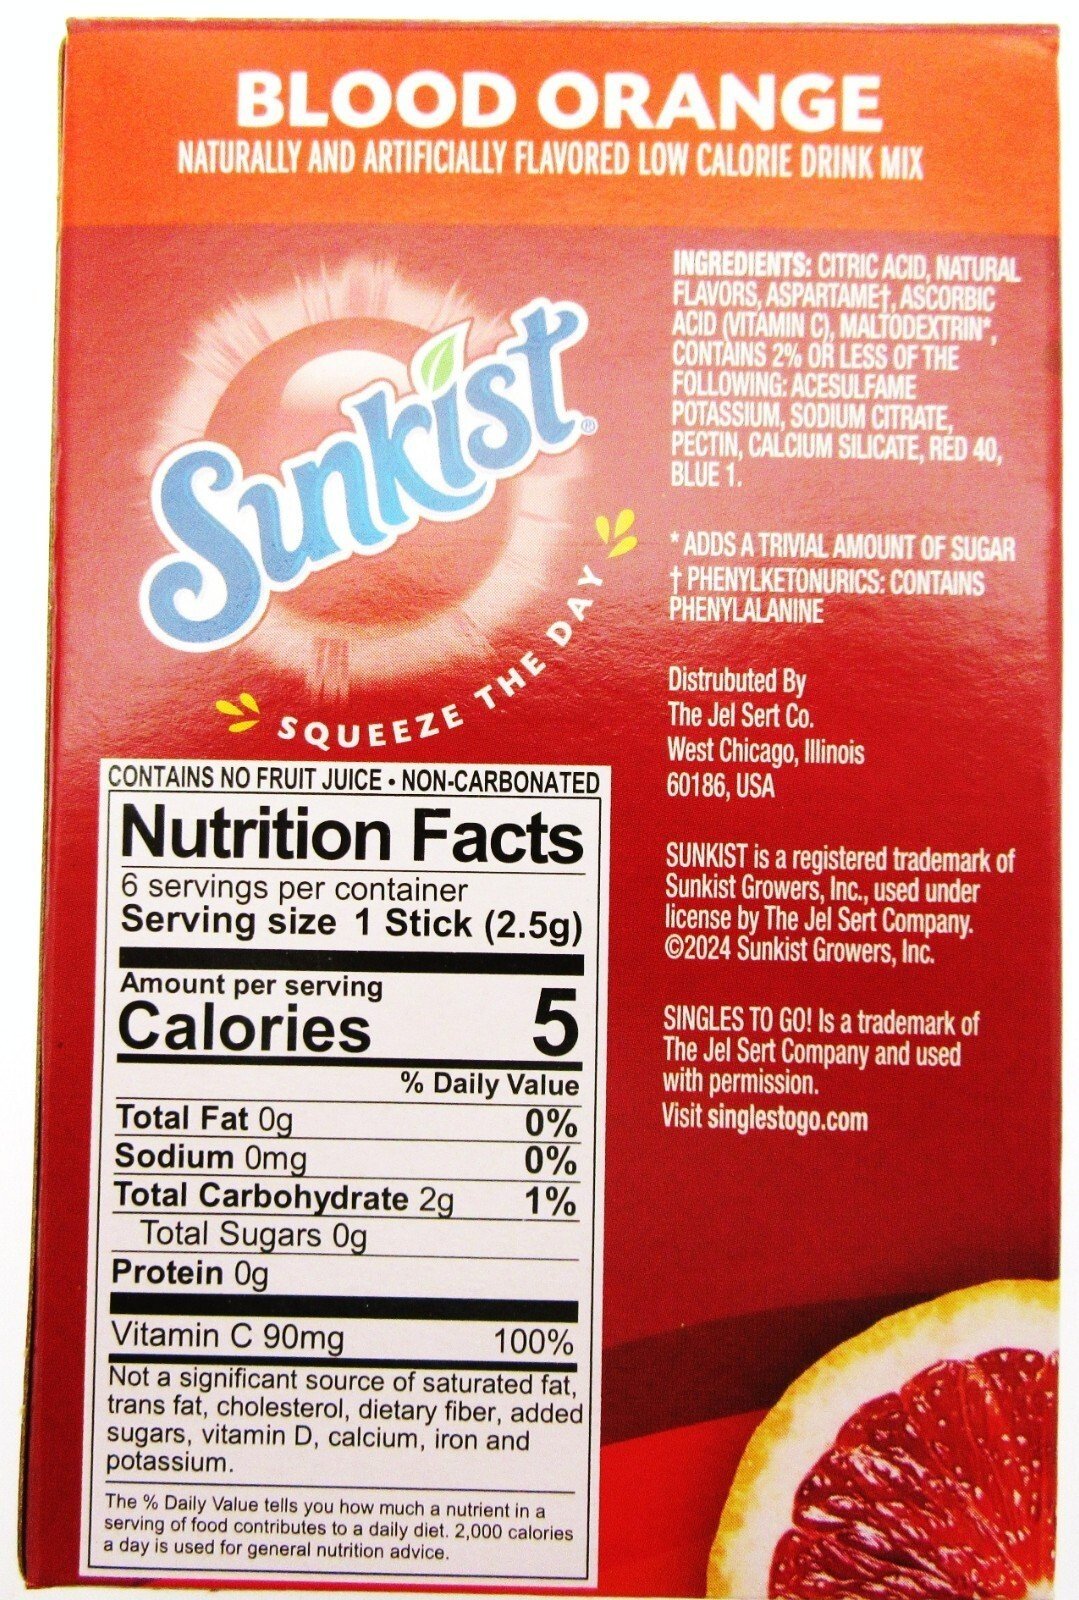 BLOOD ORANGE
NATURALLY AND ARTIFICIALLY FLAVORED LOW CALORIE DRINK MIX
Sunkist®
SQUEEZE THE DAY
INGREDIENTS: CITRIC ACID, NATURAL
FLAVORS, ASPARTAME†, ASCORBIC
ACID (VITAMIN C), MALTODEXTRIN*,
CONTAINS 2% OR LESS OF THE
FOLLOWING: ACESULFAME
POTASSIUM, SODIUM CITRATE,
PECTIN, CALCIUM SILICATE, RED 40,
BLUE 1.
* ADDS A TRIVIAL AMOUNT OF SUGAR
† PHENYLKETONURICS: CONTAINS
PHENYLALANINE
Distrubuted By
The Jel Sert Co.
West Chicago, Illinois
60186, USA
SUNKIST is a registered trademark of
Sunkist Growers, Inc., used under
license by The Jel Sert Company.
©2024 Sunkist Growers, Inc.
SINGLES TO GO! Is a trademark of
The Jel Sert Company and used
with permission.
Visit singlestogo.com
CONTAINS NO FRUIT JUICE • NON-CARBONATED
Nutrition Facts
6 servings per container
Serving size 1 Stick (2.5g)
Amount per serving
Calories 5
% Daily Value
Total Fat 0g 0%
Sodium 0mg 0%
Total Carbohydrate 2g 1%
Total Sugars 0g
Protein 0g
Vitamin C 90mg 100%
Not a significant source of saturated fat,
trans fat, cholesterol, dietary fiber, added
sugars, vitamin D, calcium, iron and
potassium.
The % Daily Value tells you how much a nutrient in a
serving of food contributes to a daily diet. 2,000 calories
a day is used for general nutrition advice.